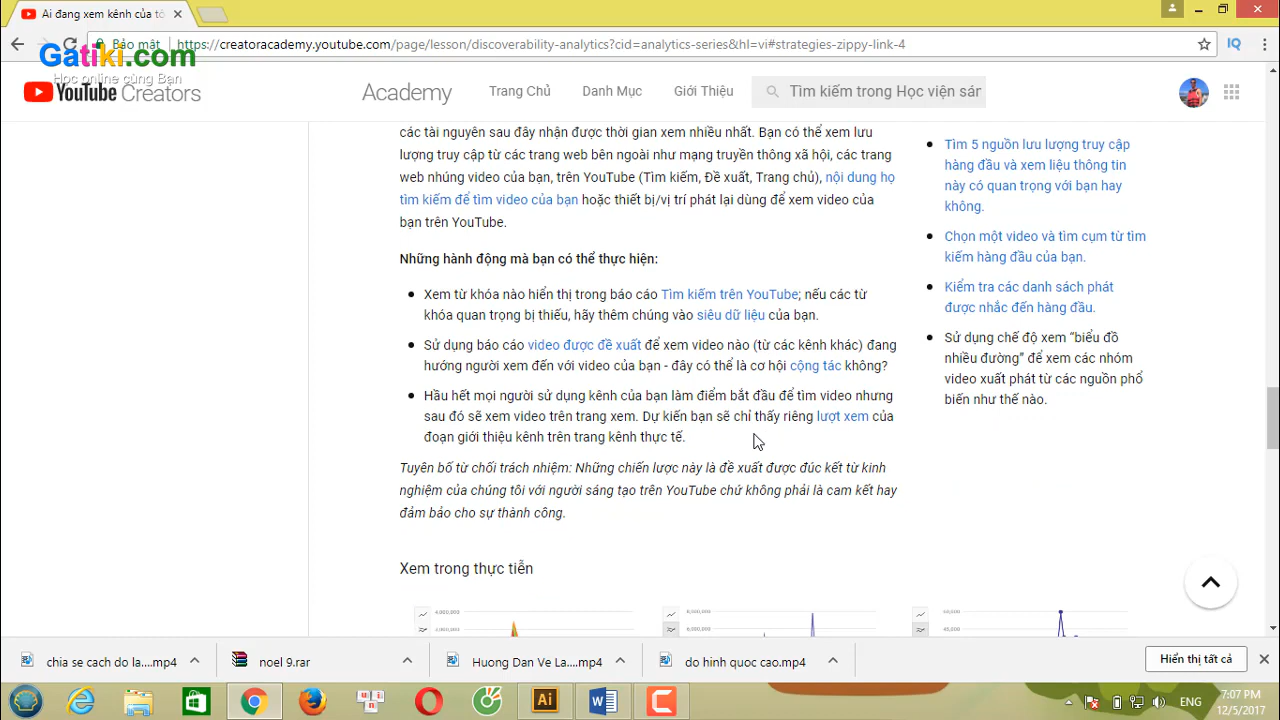 Ai đang xem kênh của tô
Bảo mật
https://creatoracademy.youtube.com/page/lesson/discoverability-analytics?cid=analytics-series&hl=vi#strategies-zippy-link-4
IQ
Gatiki.com
Học online cùng Bạn
YouTube Creators
Academy
Trang Chủ
Danh Mục
Giới Thiệu
Tìm kiếm trong Học viện sán
các tài nguyên sau đây nhận được thời gian xem nhiều nhất. Bạn có thể xem lưu
lượng truy cập từ các trang web bên ngoài như mạng truyền thông xã hội, các trang
web nhúng video của bạn, trên YouTube (Tìm kiếm, Đề xuất, Trang chủ), nội dung họ
tìm kiếm để tìm video của bạn hoặc thiết bị/vị trí phát lại dùng để xem video của
bạn trên YouTube.
Những hành động mà bạn có thể thực hiện:
Xem từ khóa nào hiển thị trong báo cáo Tìm kiếm trên YouTube; nếu các từ
khóa quan trọng bị thiếu, hãy thêm chúng vào siêu dữ liệu của bạn.
Sử dụng báo cáo video được đề xuất để xem video nào (từ các kênh khác) đang
hướng người xem đến với video của bạn - đây có thể là cơ hội cộng tác không?
Hầu hết mọi người sử dụng kênh của bạn làm điểm bắt đầu để tìm video nhưng
sau đó sẽ xem video trên trang xem. Dự kiến bạn sẽ chỉ thấy riêng lượt xem của
đoạn giới thiệu kênh trên trang kênh thực tế.
Tuyên bố từ chối trách nhiệm: Những chiến lược này là đề xuất được đúc kết từ kinh
nghiệm của chúng tôi với người sáng tạo trên YouTube chứ không phải là cam kết hay
đảm bảo cho sự thành công.
Xem trong thực tiễn
Tìm 5 nguồn lưu lượng truy cập
hàng đầu và xem liệu thông tin
này có quan trọng với bạn hay
không.
Chọn một video và tìm cụm từ tìm
kiếm hàng đầu của bạn.
Kiểm tra các danh sách phát
được nhắc đến hàng đầu.
Sử dụng chế độ xem “biểu đồ
nhiều đường” để xem các nhóm
video xuất phát từ các nguồn phổ
biến như thế nào.
chia se cach do la....mp4
noel 9.rar
Huong Dan Ve La....mp4
do hinh quoc cao.mp4
Hiển thị tất cả
Ai
ENG
7:07 PM
12/5/2017